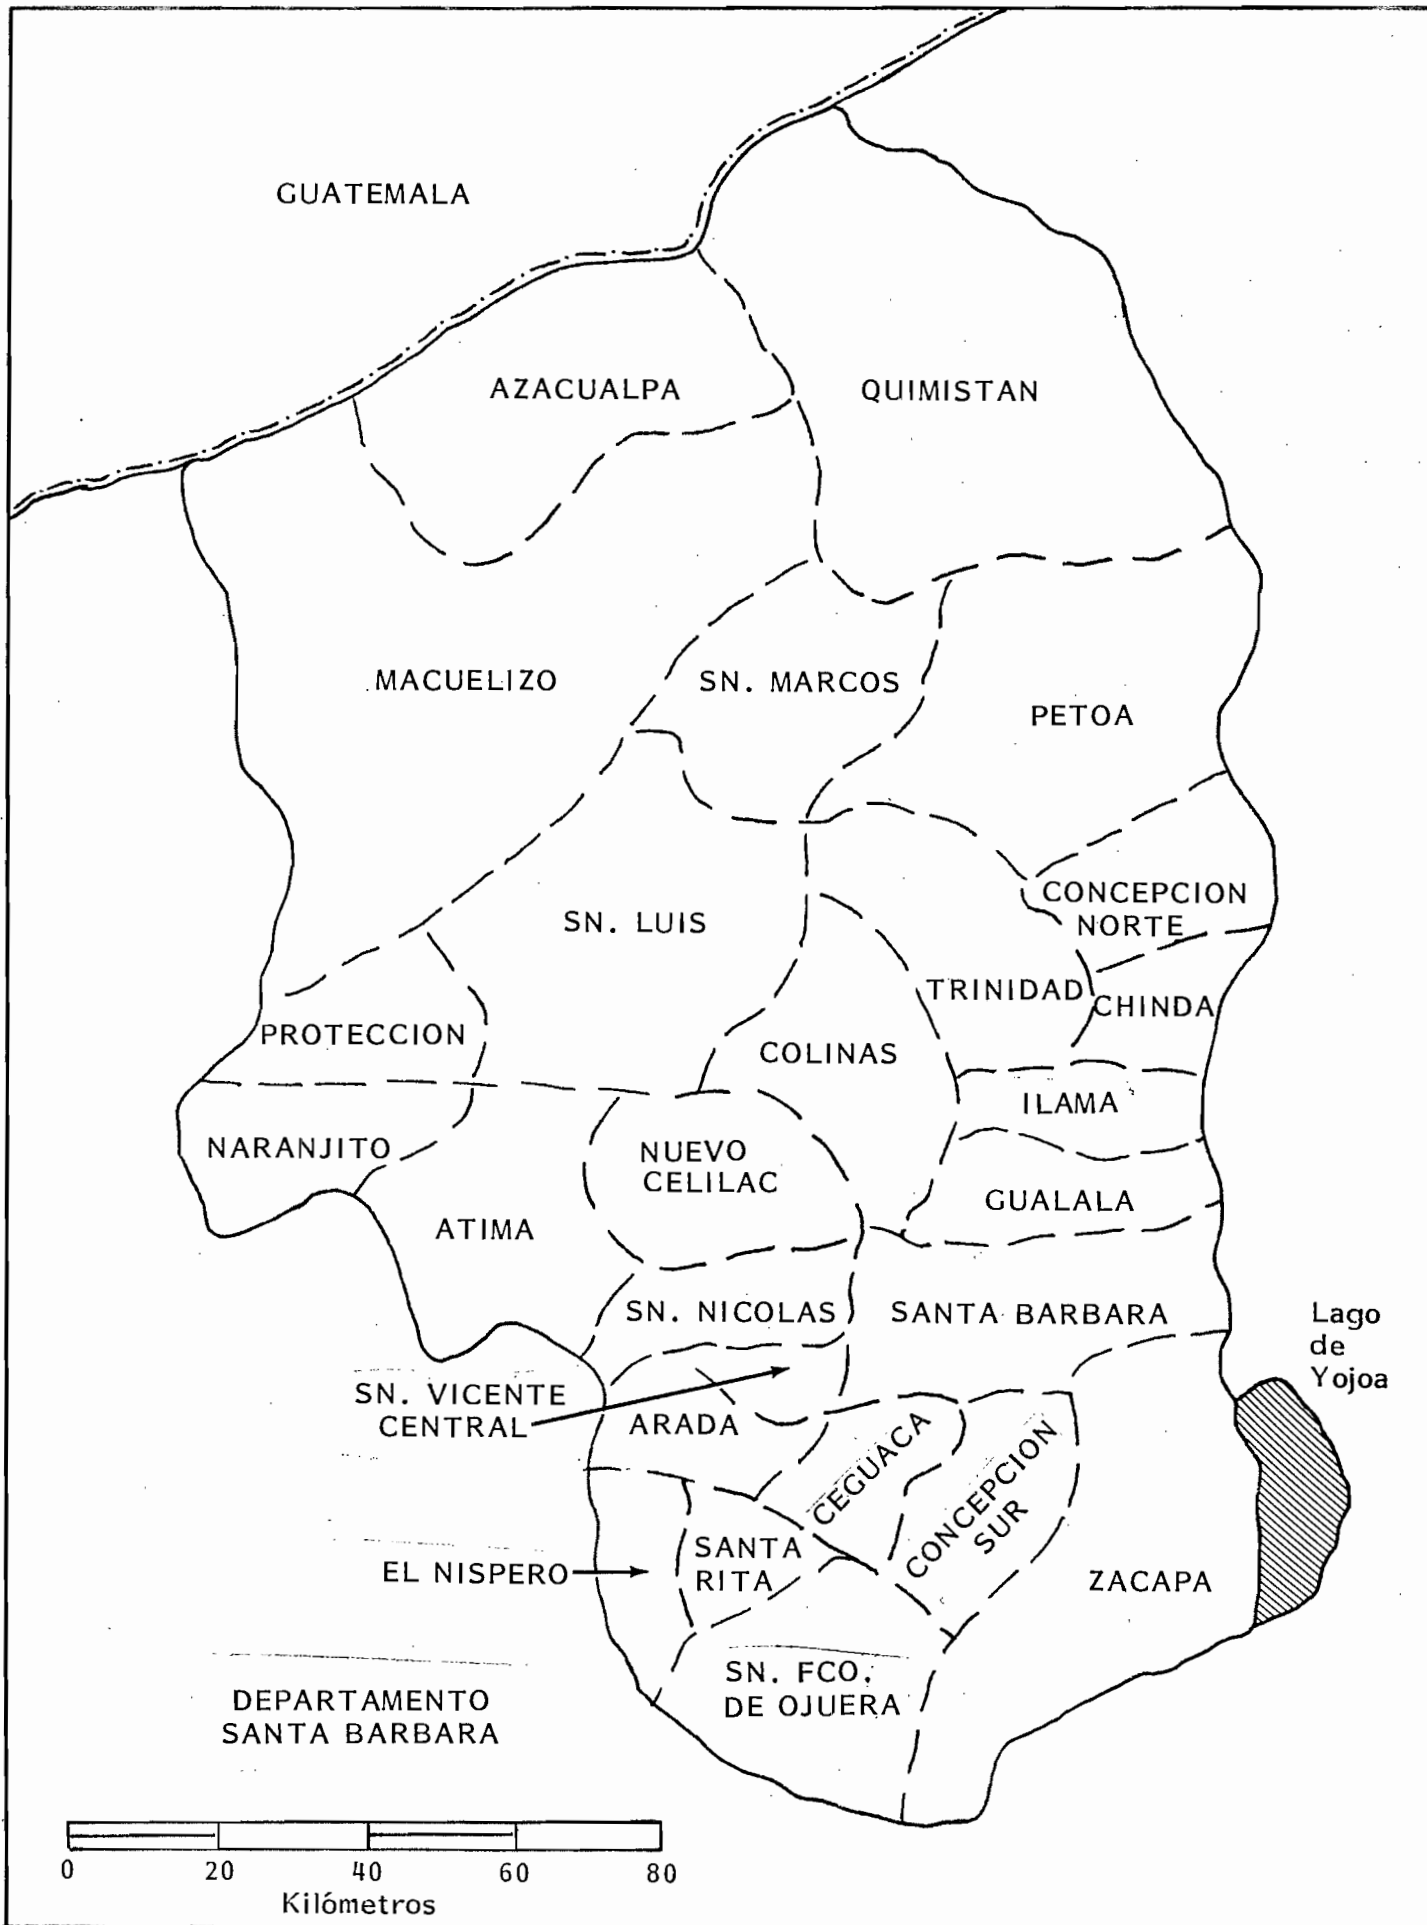 GUATEMALA
AZACUALPA
QUIMISTAN
MACUELIZO
SN. MARCOS
PETOA
CONCEPCION
NORTE
SN. LUIS
TRINIDAD
CHINDA
PROTECCION
COLINAS
ILAMA
NARANJITO
NUEVO
CELILAC
GUALALA
ATIMA
SN. NICOLAS
SANTA BARBARA
Lago
de
Yojoa
SN. VICENTE
CENTRAL
ARADA
CEGUACA
CONCEPCION
SUR
SANTA
RITA
EL NISPERO
ZACAPA
SN. FCO.
DE OJUERA
DEPARTAMENTO
SANTA BARBARA
0 20 40 60 80
Kilómetros